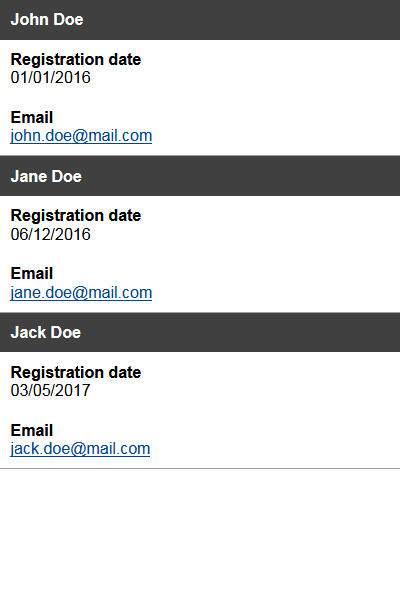 John Doe
Registration date
01/01/2016
Email
john.doe@mail.com
Jane Doe
Registration date
06/12/2016
Email
jane.doe@mail.com
Jack Doe
Registration date
03/05/2017
Email
jack.doe@mail.com